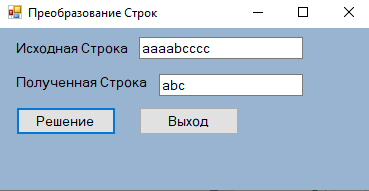 Преобразование Строк
Исходная Строка aaaabcccc
Полученная Строка abc
Решение Выход